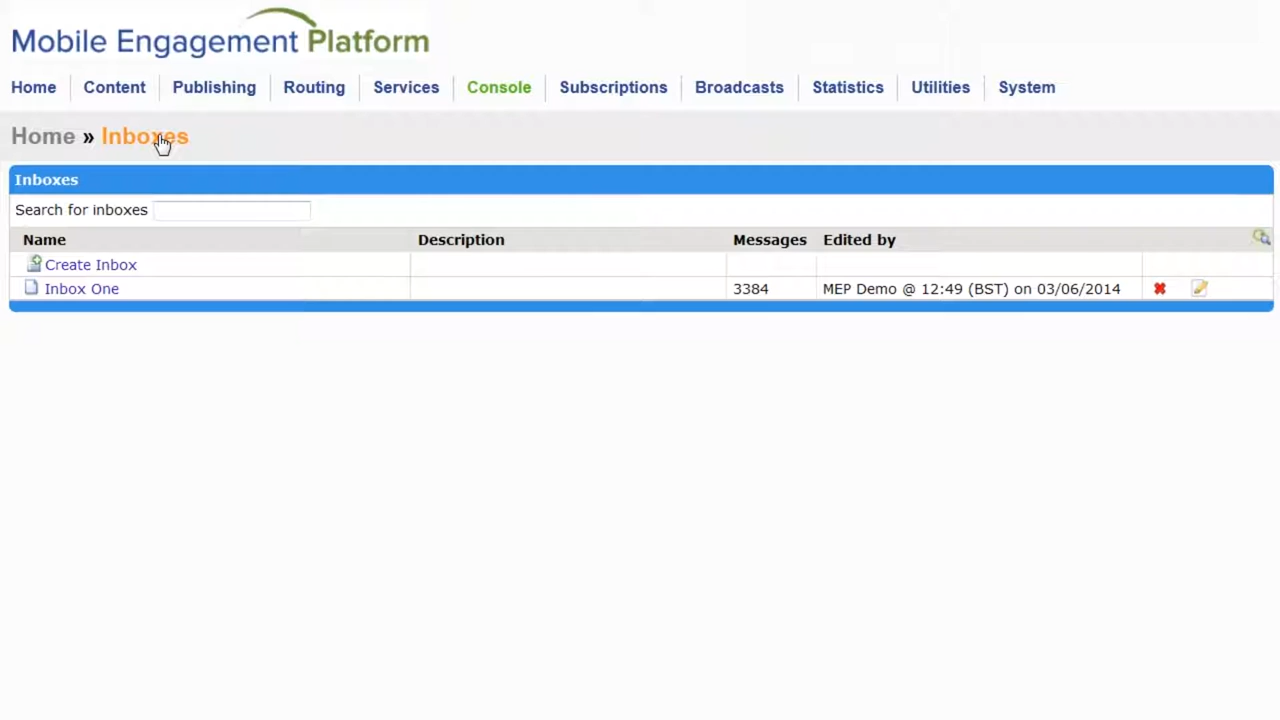 Mobile Engagement Platform
Home Content Publishing Routing Services Console Subscriptions Broadcasts Statistics Utilities System
Home » Inboxes
Inboxes
Search for inboxes
Name Description Messages Edited by
Create Inbox
Inbox One 3384 MEP Demo @ 12:49 (BST) on 03/06/2014